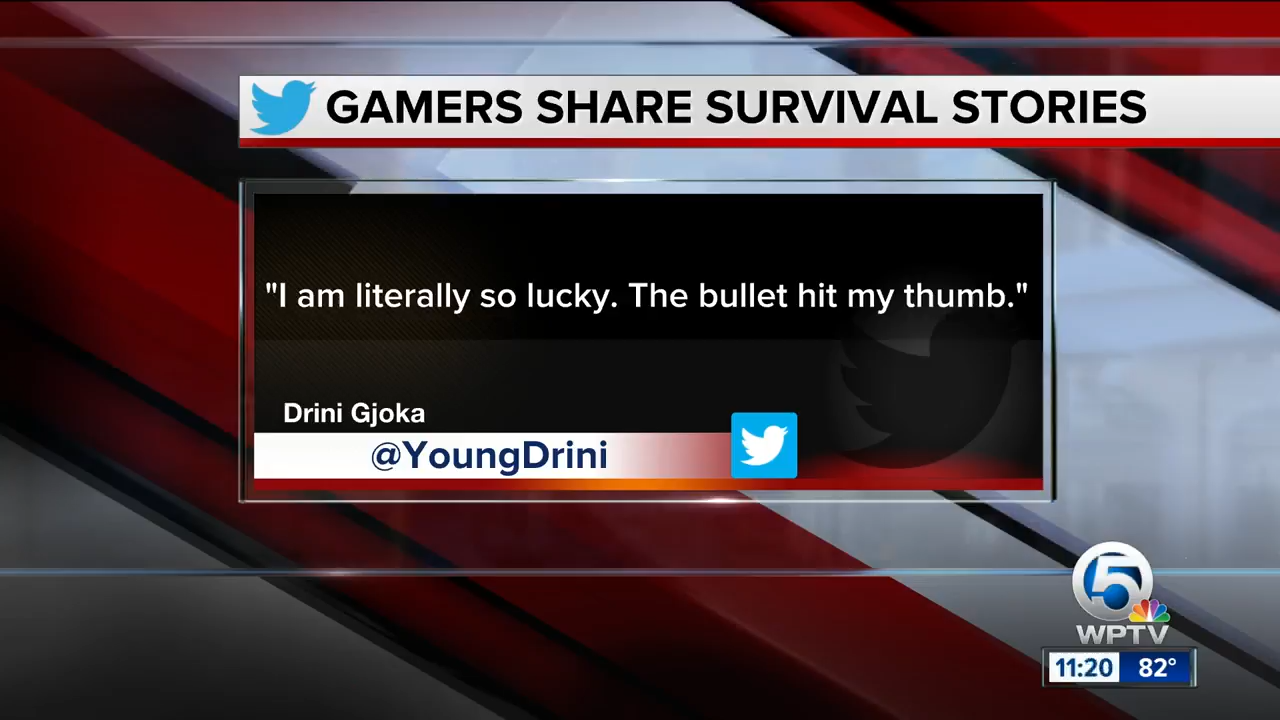 GAMERS SHARE SURVIVAL STORIES
"I am literally so lucky. The bullet hit my thumb."
Drini Gjoka
@YoungDrini
5
WPTV
11:20 82°